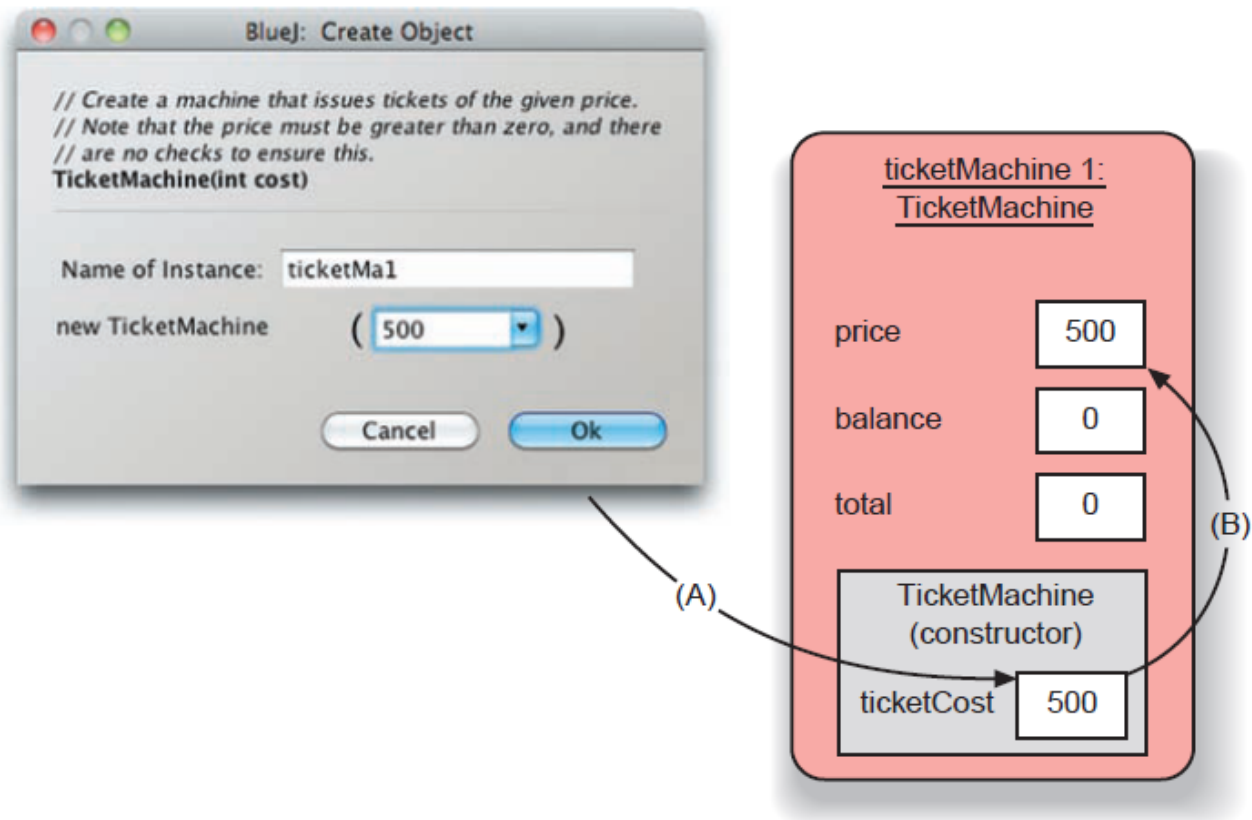 BlueJ: Create Object
// Create a machine that issues tickets of the given price.
// Note that the price must be greater than zero, and there
// are no checks to ensure this.
TicketMachine(int cost)
Name of Instance: ticketMa1
new TicketMachine ( 500 )
Cancel Ok
(A)
ticketMachine 1:
TicketMachine
price 500
balance 0
total 0
(B)
TicketMachine
(constructor)
ticketCost 500